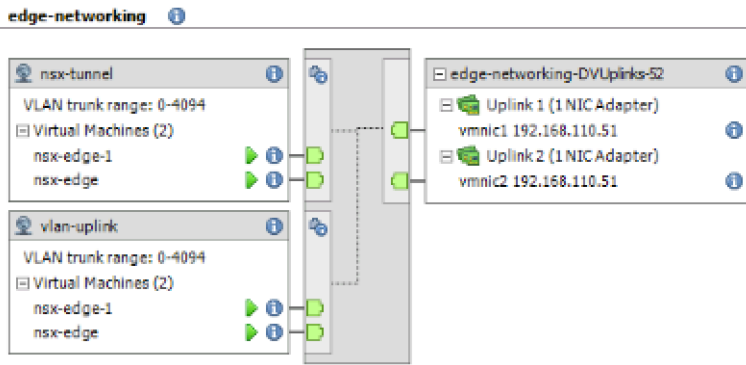 edge-networking
nsx-tunnel
VLAN trunk range: 0-4094
Virtual Machines (2)
nsx-edge-1
nsx-edge
vlan-uplink
VLAN trunk range: 0-4094
Virtual Machines (2)
nsx-edge-1
nsx-edge
edge-networking-DVUplinks-52
Uplink 1 (1 NIC Adapter)
vmnic1 192.168.110.51
Uplink 2 (1 NIC Adapter)
vmnic2 192.168.110.51